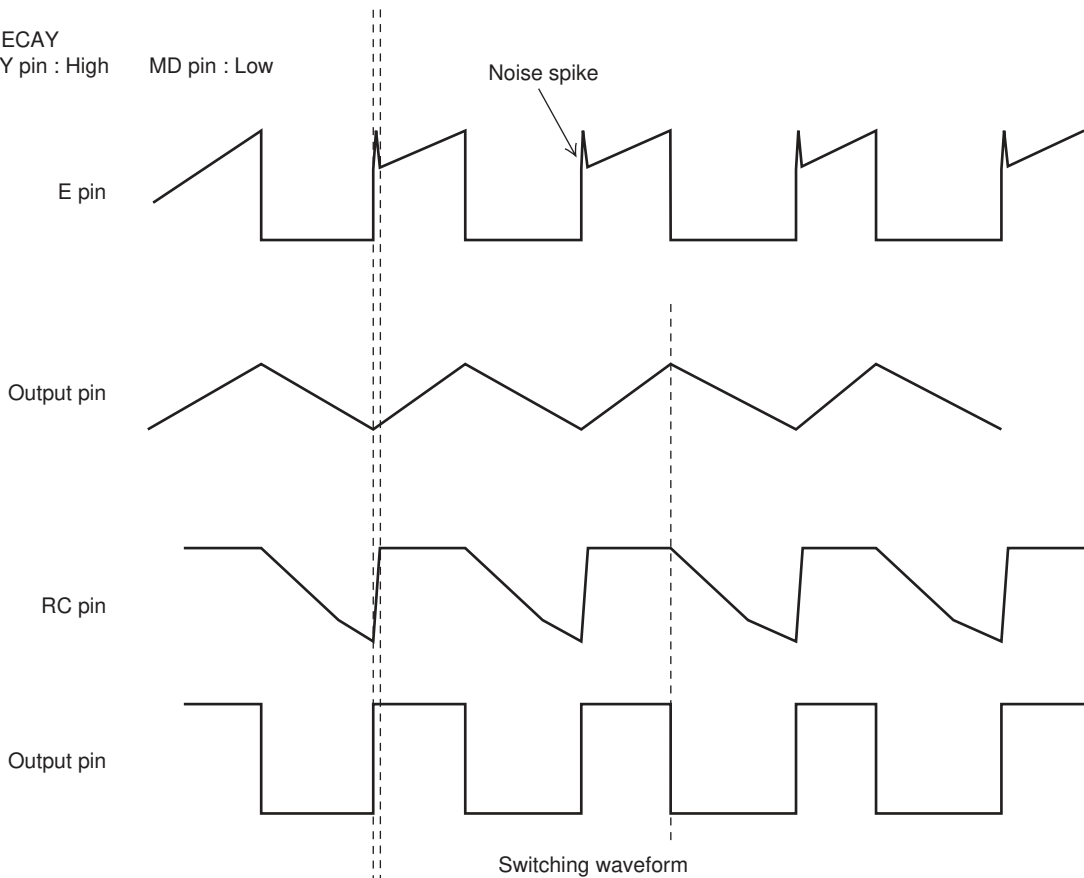 ECAY
Y pin : High MD pin : Low
Noise spike
E pin
Output pin
RC pin
Output pin
Switching waveform